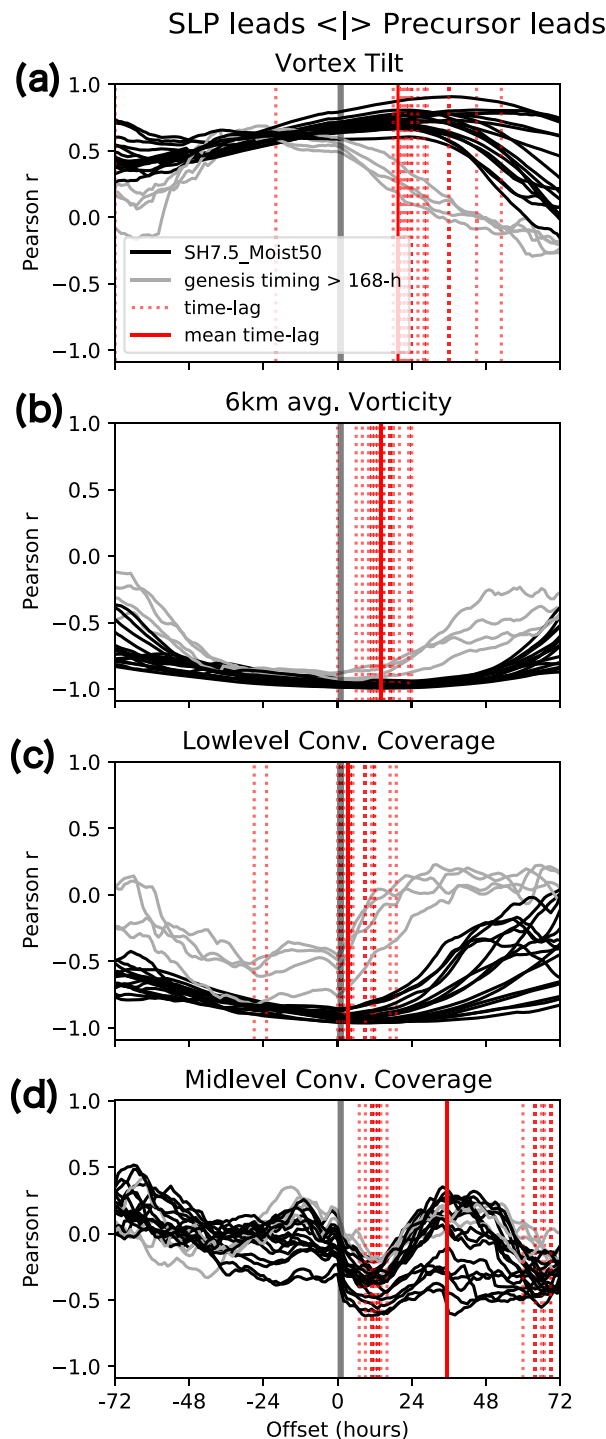 SLP leads <|> Precursor leads
(a)
Vortex Tilt
1.0
0.5
0.0
−0.5
−1.0
Pearson r
SH7.5_Moist50
genesis timing > 168-h
time-lag
mean time-lag
(b)
6km avg. Vorticity
1.0
0.5
0.0
−0.5
−1.0
Pearson r
(c)
Lowlevel Conv. Coverage
1.0
0.5
0.0
−0.5
−1.0
Pearson r
(d)
Midlevel Conv. Coverage
1.0
0.5
0.0
−0.5
−1.0
Pearson r
-72 -48 -24 0 24 48 72
Offset (hours)